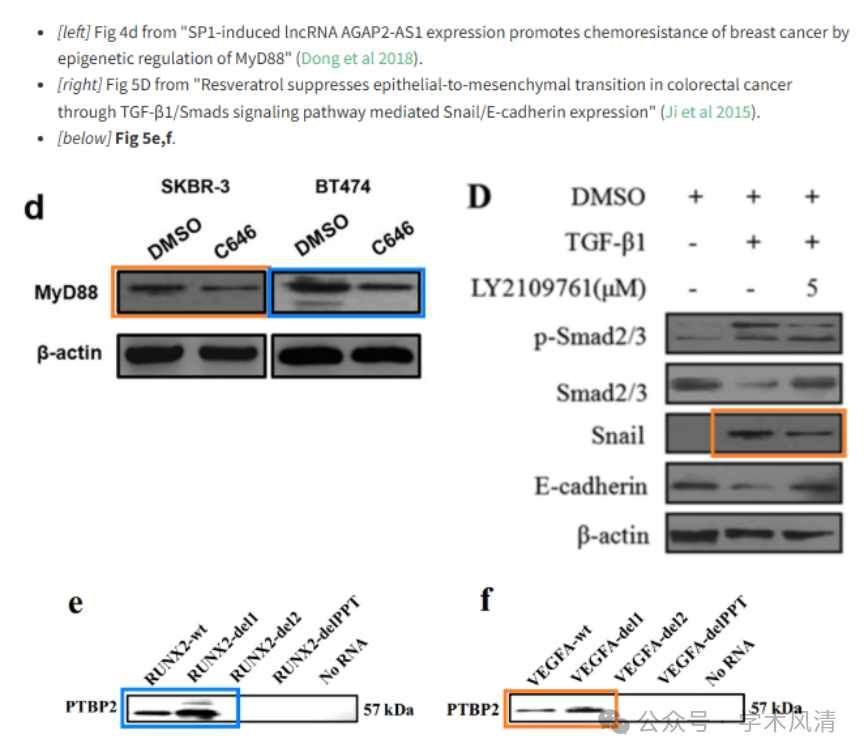 • [left] Fig 4d from "SP1-induced lncRNA AGAP2-AS1 expression promotes chemoresistance of breast cancer by
epigenetic regulation of MyD88" (Dong et al 2018).
• [right] Fig 5D from "Resveratrol suppresses epithelial-to-mesenchymal transition in colorectal cancer
through TGF-β1/Smads signaling pathway mediated Snail/E-cadherin expression" (Ji et al 2015).
• [below] Fig 5e,f.
d
SKBR-3 BT474
DMSO C646 DMSO C646
MyD88
β-actin
D
DMSO + + +
TGF-β1 - + +
LY2109761(μM) - - 5
p-Smad2/3
Smad2/3
Snail
E-cadherin
β-actin
e
RUNX2-wt RUNX2-del1 RUNX2-del2 RUNX2-delPPT No RNA
PTBP2 57 kDa
f
VEGFA-wt VEGFA-del1 VEGFA-del2 VEGFA-delPPT No RNA
PTBP2 57 kDa
公众号 · 学术风清